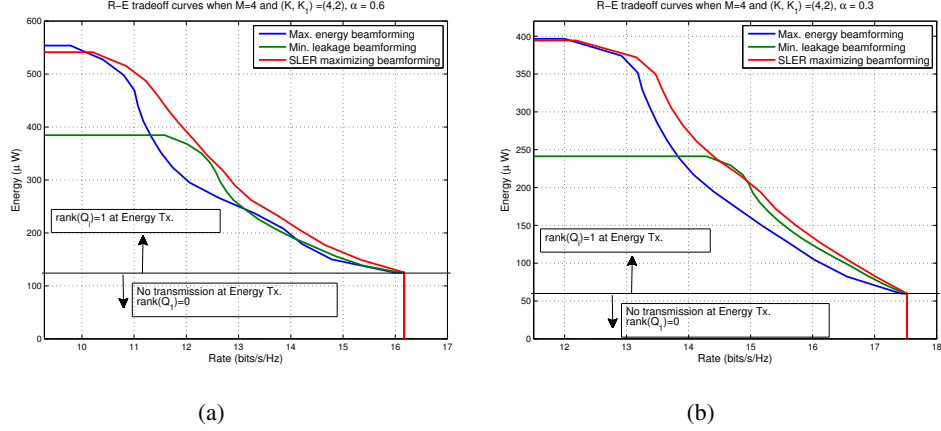 R−E tradeoff curves when M=4 and (K, K1) =(4,2), α = 0.6
600
500
400
300
200
100
0
Energy (μ W)
Max. energy beamforming
Min. leakage beamforming
SLER maximizing beamforming
rank(Qi)=1 at Energy Tx.
No transmission at Energy Tx.
rank(Q1)=0
10 11 12 13 14 15 16 17
Rate (bits/s/Hz)
(a)
R−E tradeoff curves when M=4 and (K, K1) =(4,2), α = 0.3
400
350
300
250
200
150
100
50
0
Energy (μ W)
Max. energy beamforming
Min. leakage beamforming
SLER maximizing beamforming
rank(Qi)=1 at Energy Tx.
No transmission at Energy Tx.
rank(Q1)=0
12 13 14 15 16 17 18
Rate (bits/s/Hz)
(b)